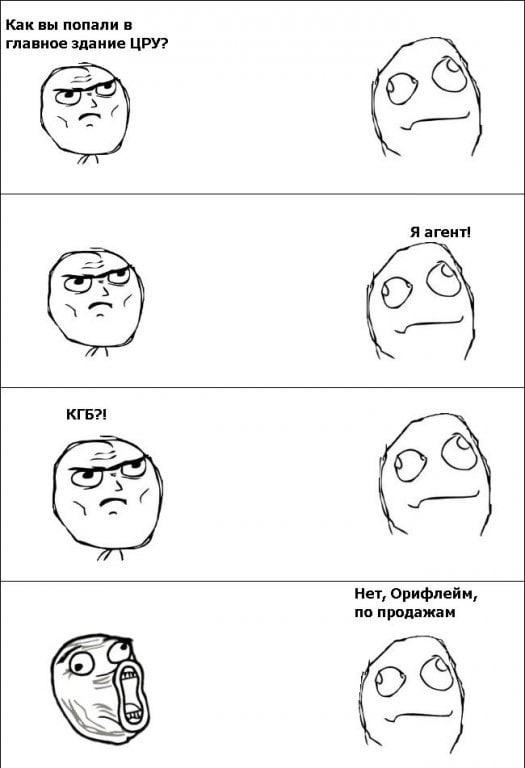 Как вы попали в
главное здание ЦРУ?
Я агент!
КГБ?!
Нет, Орифлейм,
по продажам